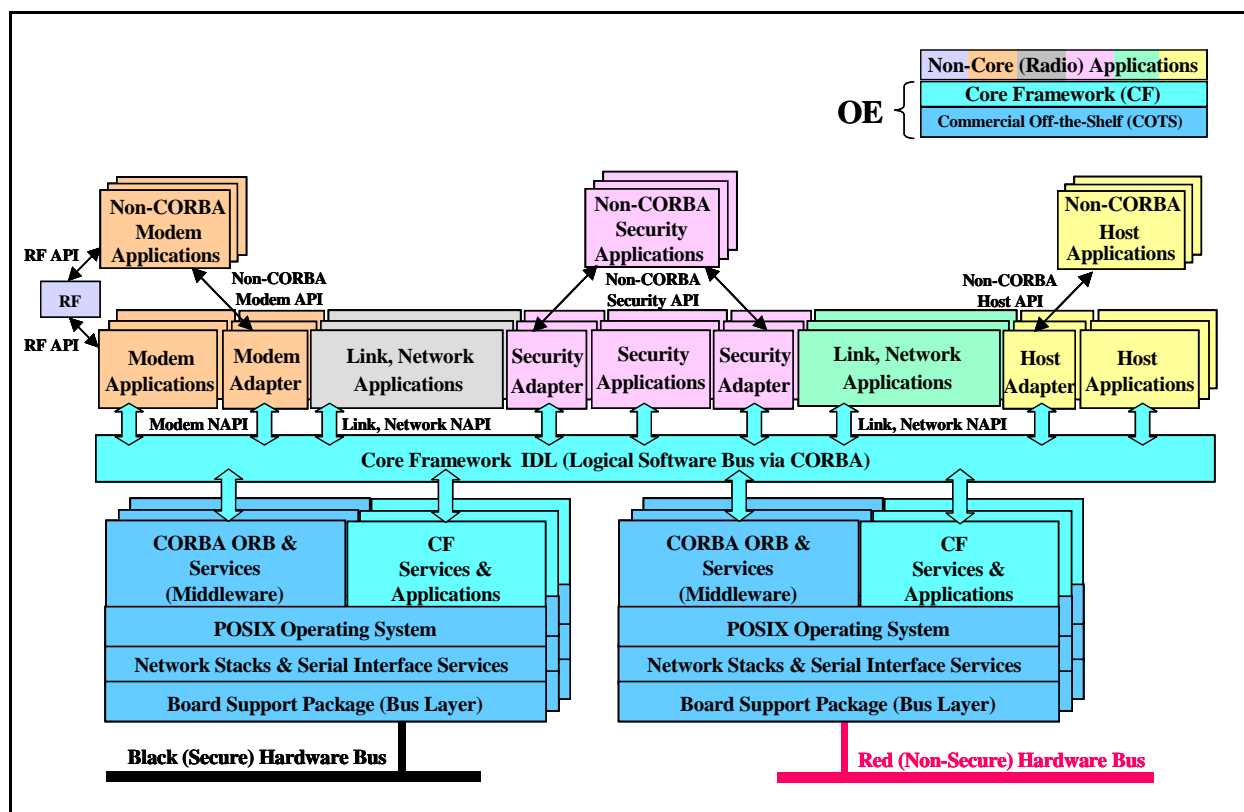 Non-Core (Radio) Applications
OE
Core Framework (CF)
Commercial Off-the-Shelf (COTS)
Non-CORBA
Modem
Applications
Non-CORBA
Security
Applications
Non-CORBA
Host
Applications
RF API
RF
RF API
Non-CORBA
Modem API
Non-CORBA
Security API
Non-CORBA
Host API
Modem
Applications
Modem
Adapter
Link, Network
Applications
Security
Adapter
Security
Applications
Security
Adapter
Link, Network
Applications
Host
Adapter
Host
Applications
Modem NAPI
Link, Network NAPI
Link, Network NAPI
Core Framework IDL (Logical Software Bus via CORBA)
CORBA ORB &
Services
(Middleware)
CF
Services &
Applications
POSIX Operating System
Network Stacks & Serial Interface Services
Board Support Package (Bus Layer)
CORBA ORB &
Services
(Middleware)
CF
Services &
Applications
POSIX Operating System
Network Stacks & Serial Interface Services
Board Support Package (Bus Layer)
Black (Secure) Hardware Bus
Red (Non-Secure) Hardware Bus